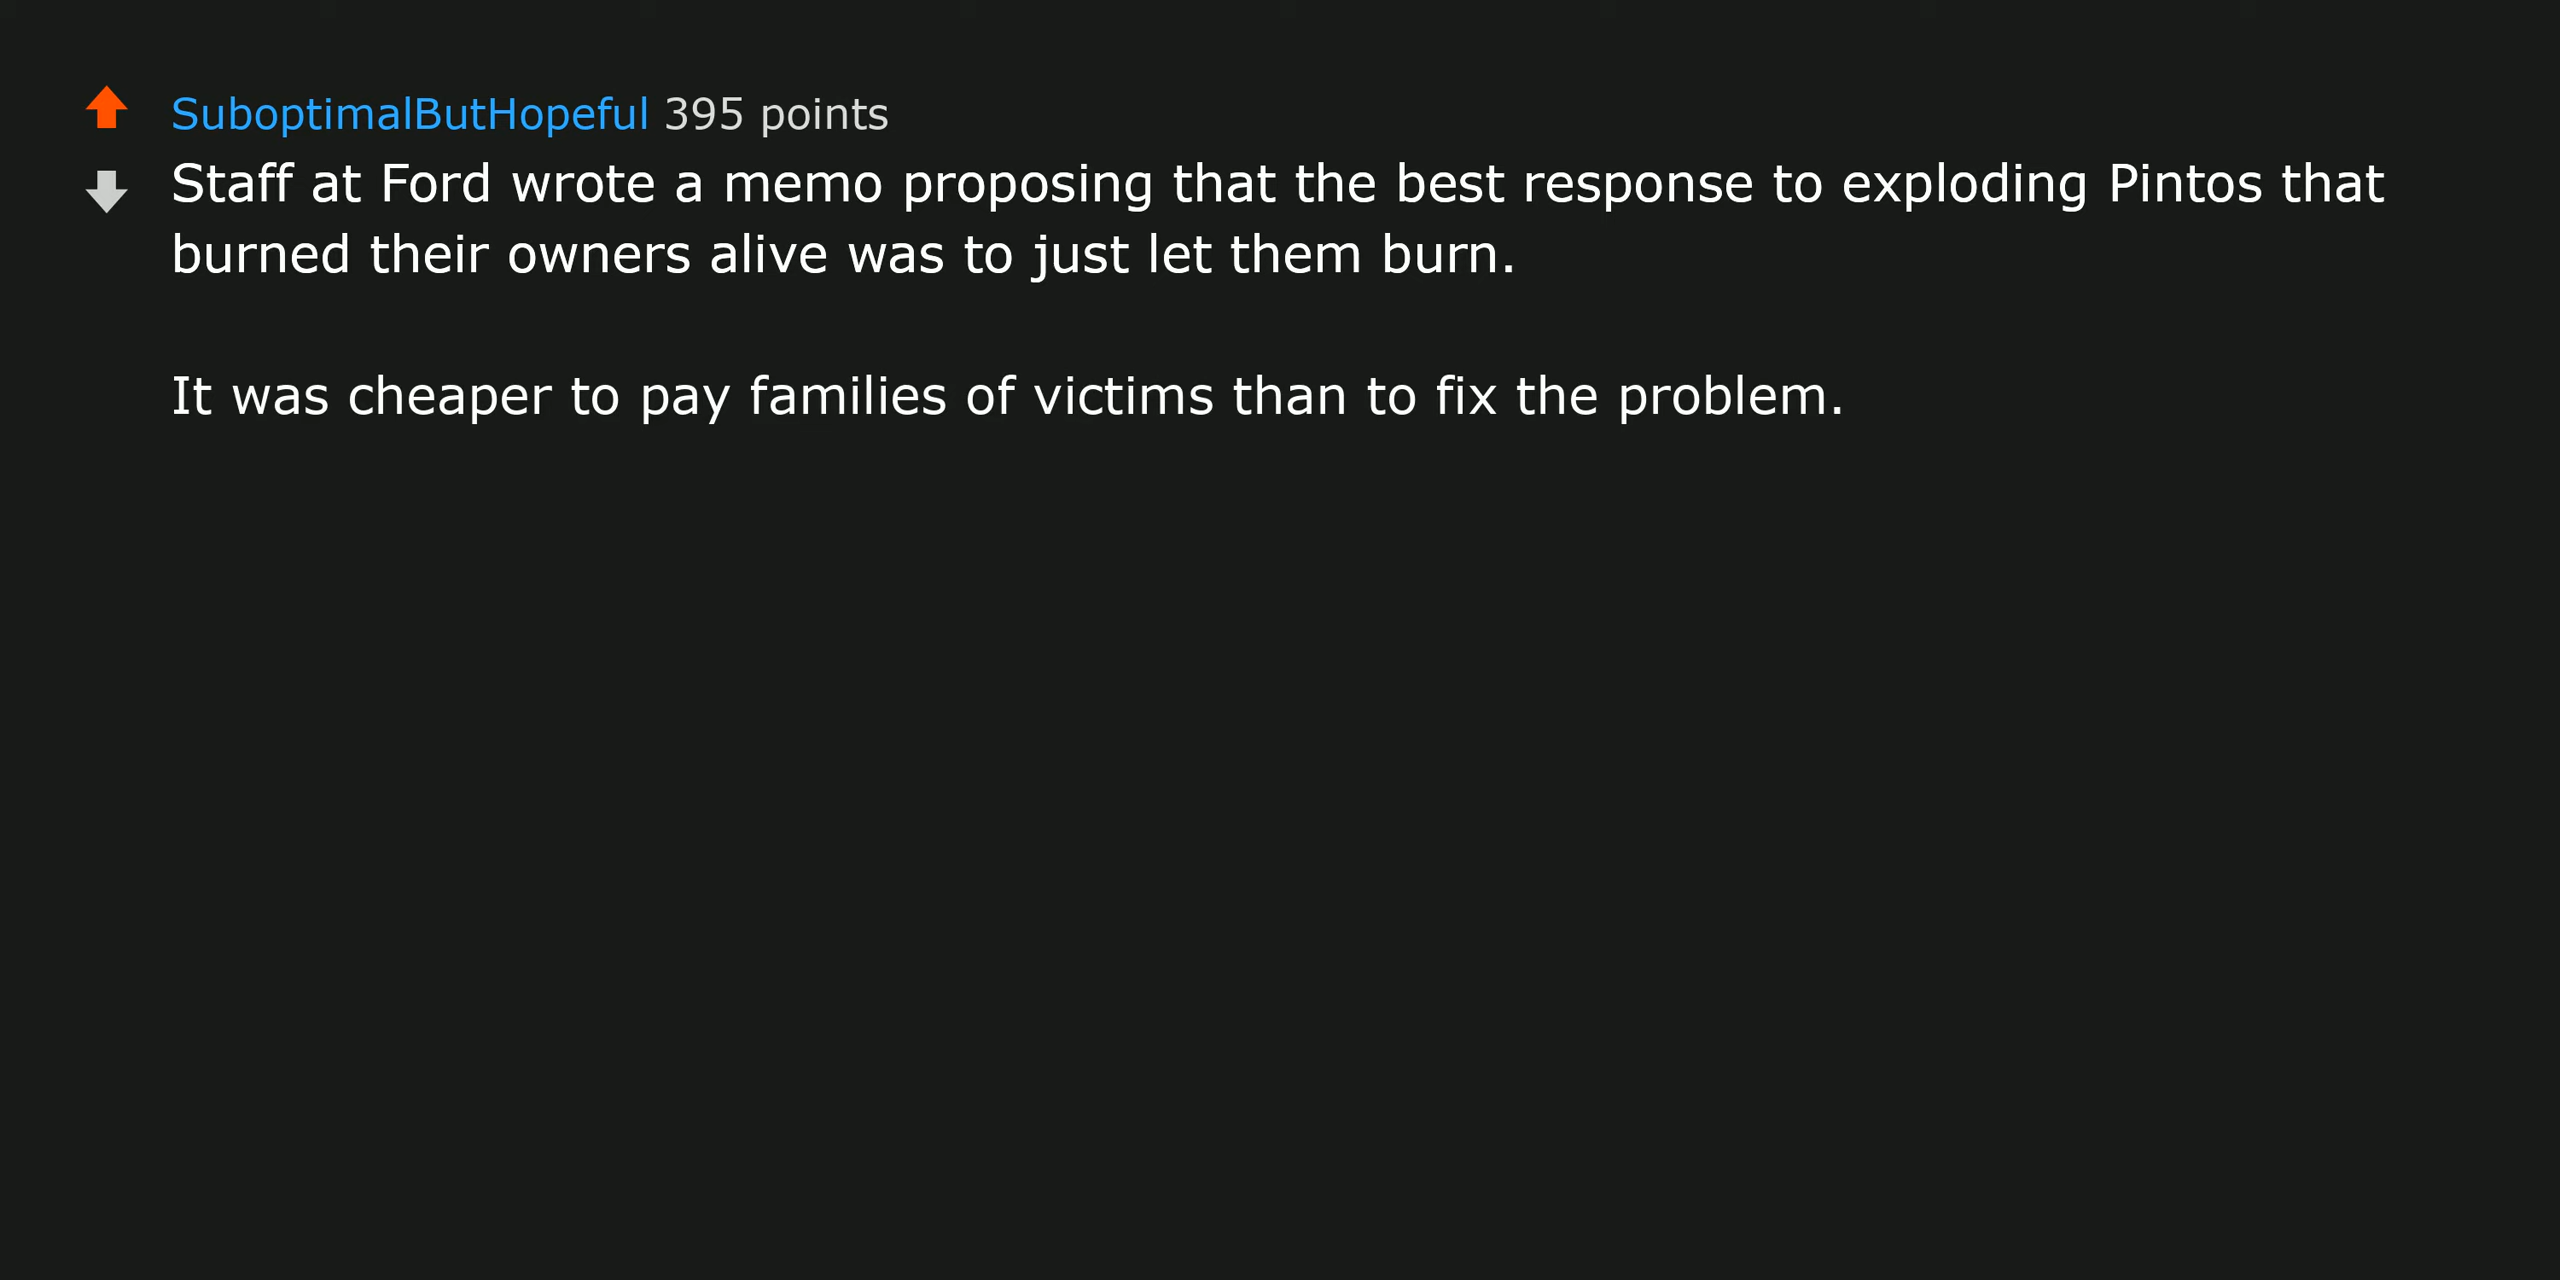 SuboptimalButHopeful 395 points
Staff at Ford wrote a memo proposing that the best response to exploding Pintos that
burned their owners alive was to just let them burn.
It was cheaper to pay families of victims than to fix the problem.